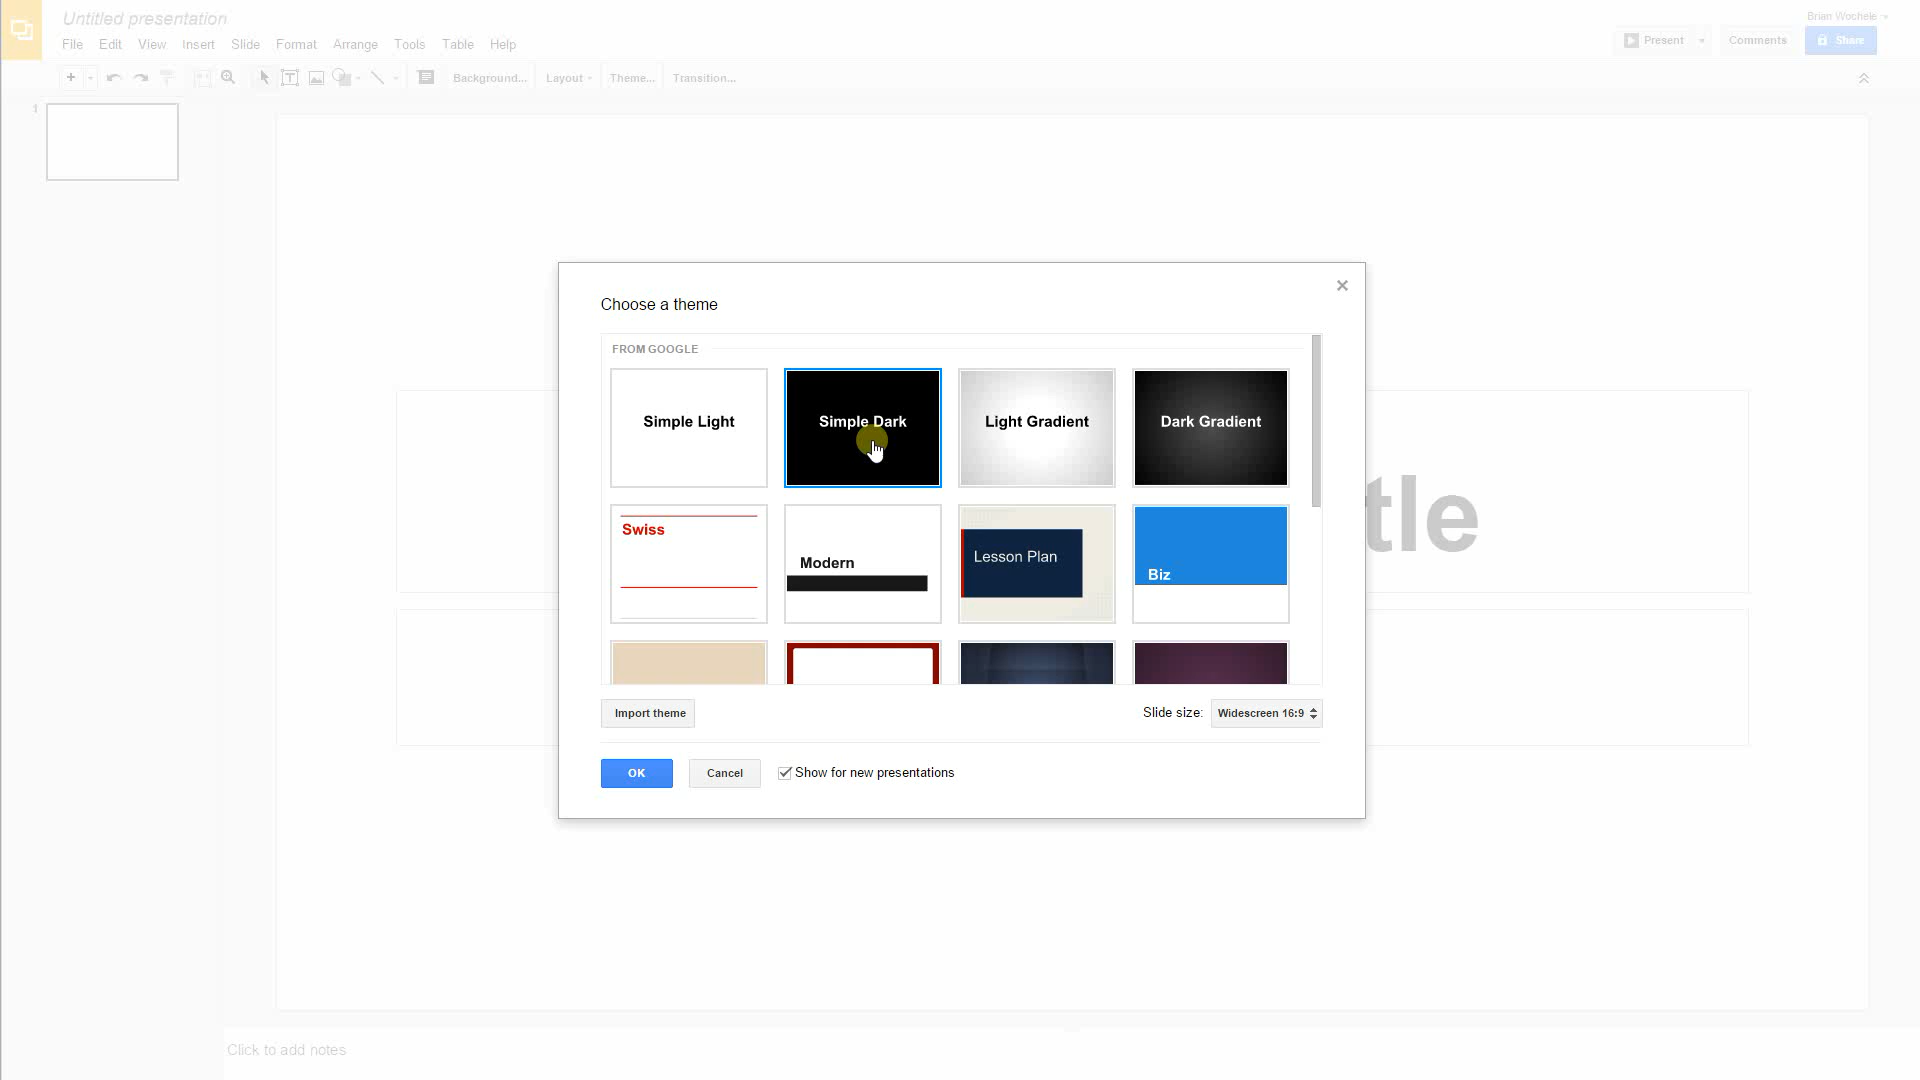 Untitled presentation
Brian Wochele
File Edit View Insert Slide Format Arrange Tools Table Help
Present Comments Share
Background... Layout Theme... Transition...
1
Choose a theme
FROM GOOGLE
Simple Light
Simple Dark
Light Gradient
Dark Gradient
Swiss
Modern
Lesson Plan
Biz
tle
Import theme
Slide size: Widescreen 16:9
OK Cancel Show for new presentations
Click to add notes